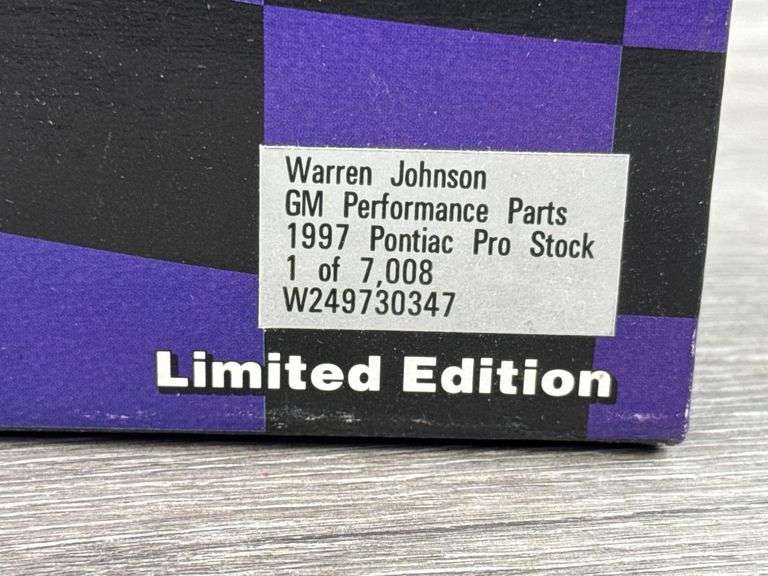 Warren Johnson
GM Performance Parts
1997 Pontiac Pro Stock
1 of 7,008
W249730347
Limited Edition